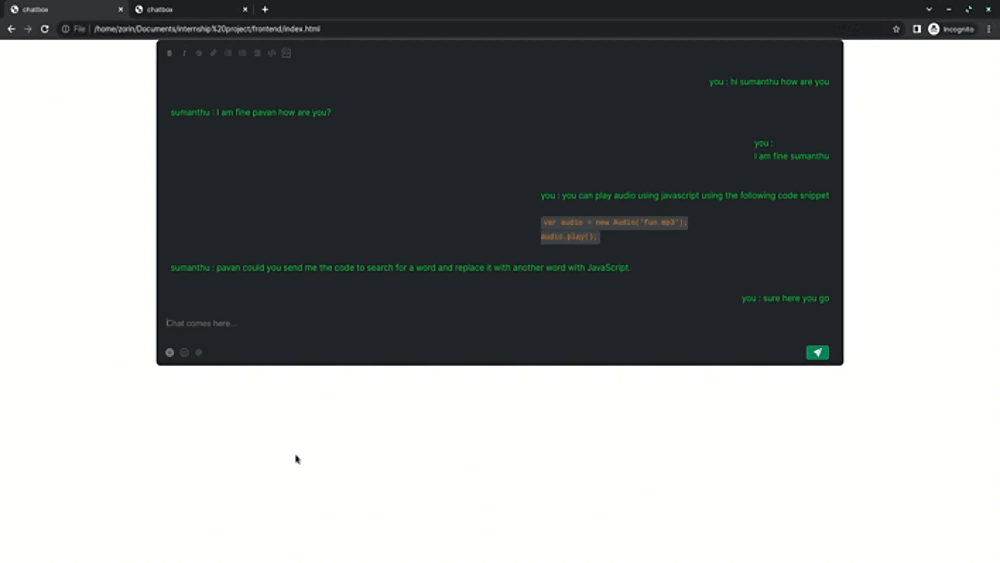 chatbox
chatbox
File /home/zorin/Documents/internship%20project/frontend/index.html
Incognito
you : hi sumanthu how are you
sumanthu : I am fine pavan how are you?
you :
I am fine sumanthu
you : you can play audio using javascript using the following code snippet
var audio = new Audio('fun.mp3');
audio.play();
sumanthu : pavan could you send me the code to search for a word and replace it with another word with JavaScript.
you : sure here you go
Chat comes here...